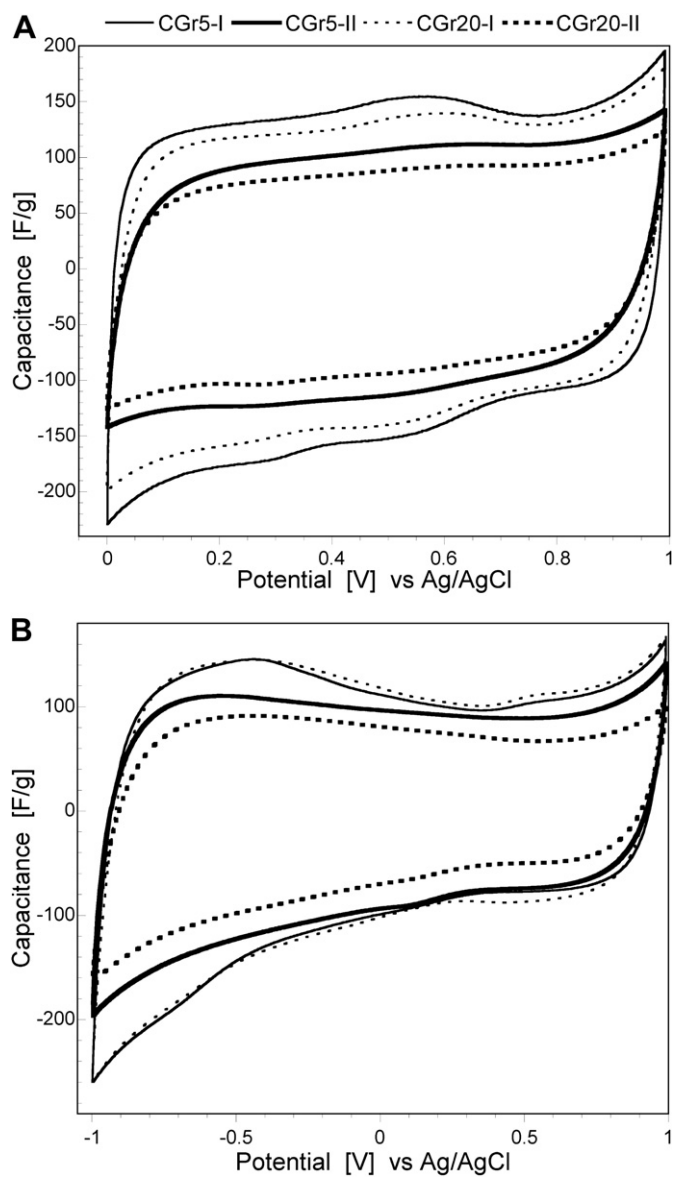 A
CGr5-I CGr5-II CGr20-I CGr20-II
200
150
100
50
0
-50
-100
-150
-200
Capacitance [F/g]
0 0.2 0.4 0.6 0.8 1
Potential [V] vs Ag/AgCl
B
100
0
-100
-200
Capacitance [F/g]
-1 -0.5 0 0.5 1
Potential [V] vs Ag/AgCl